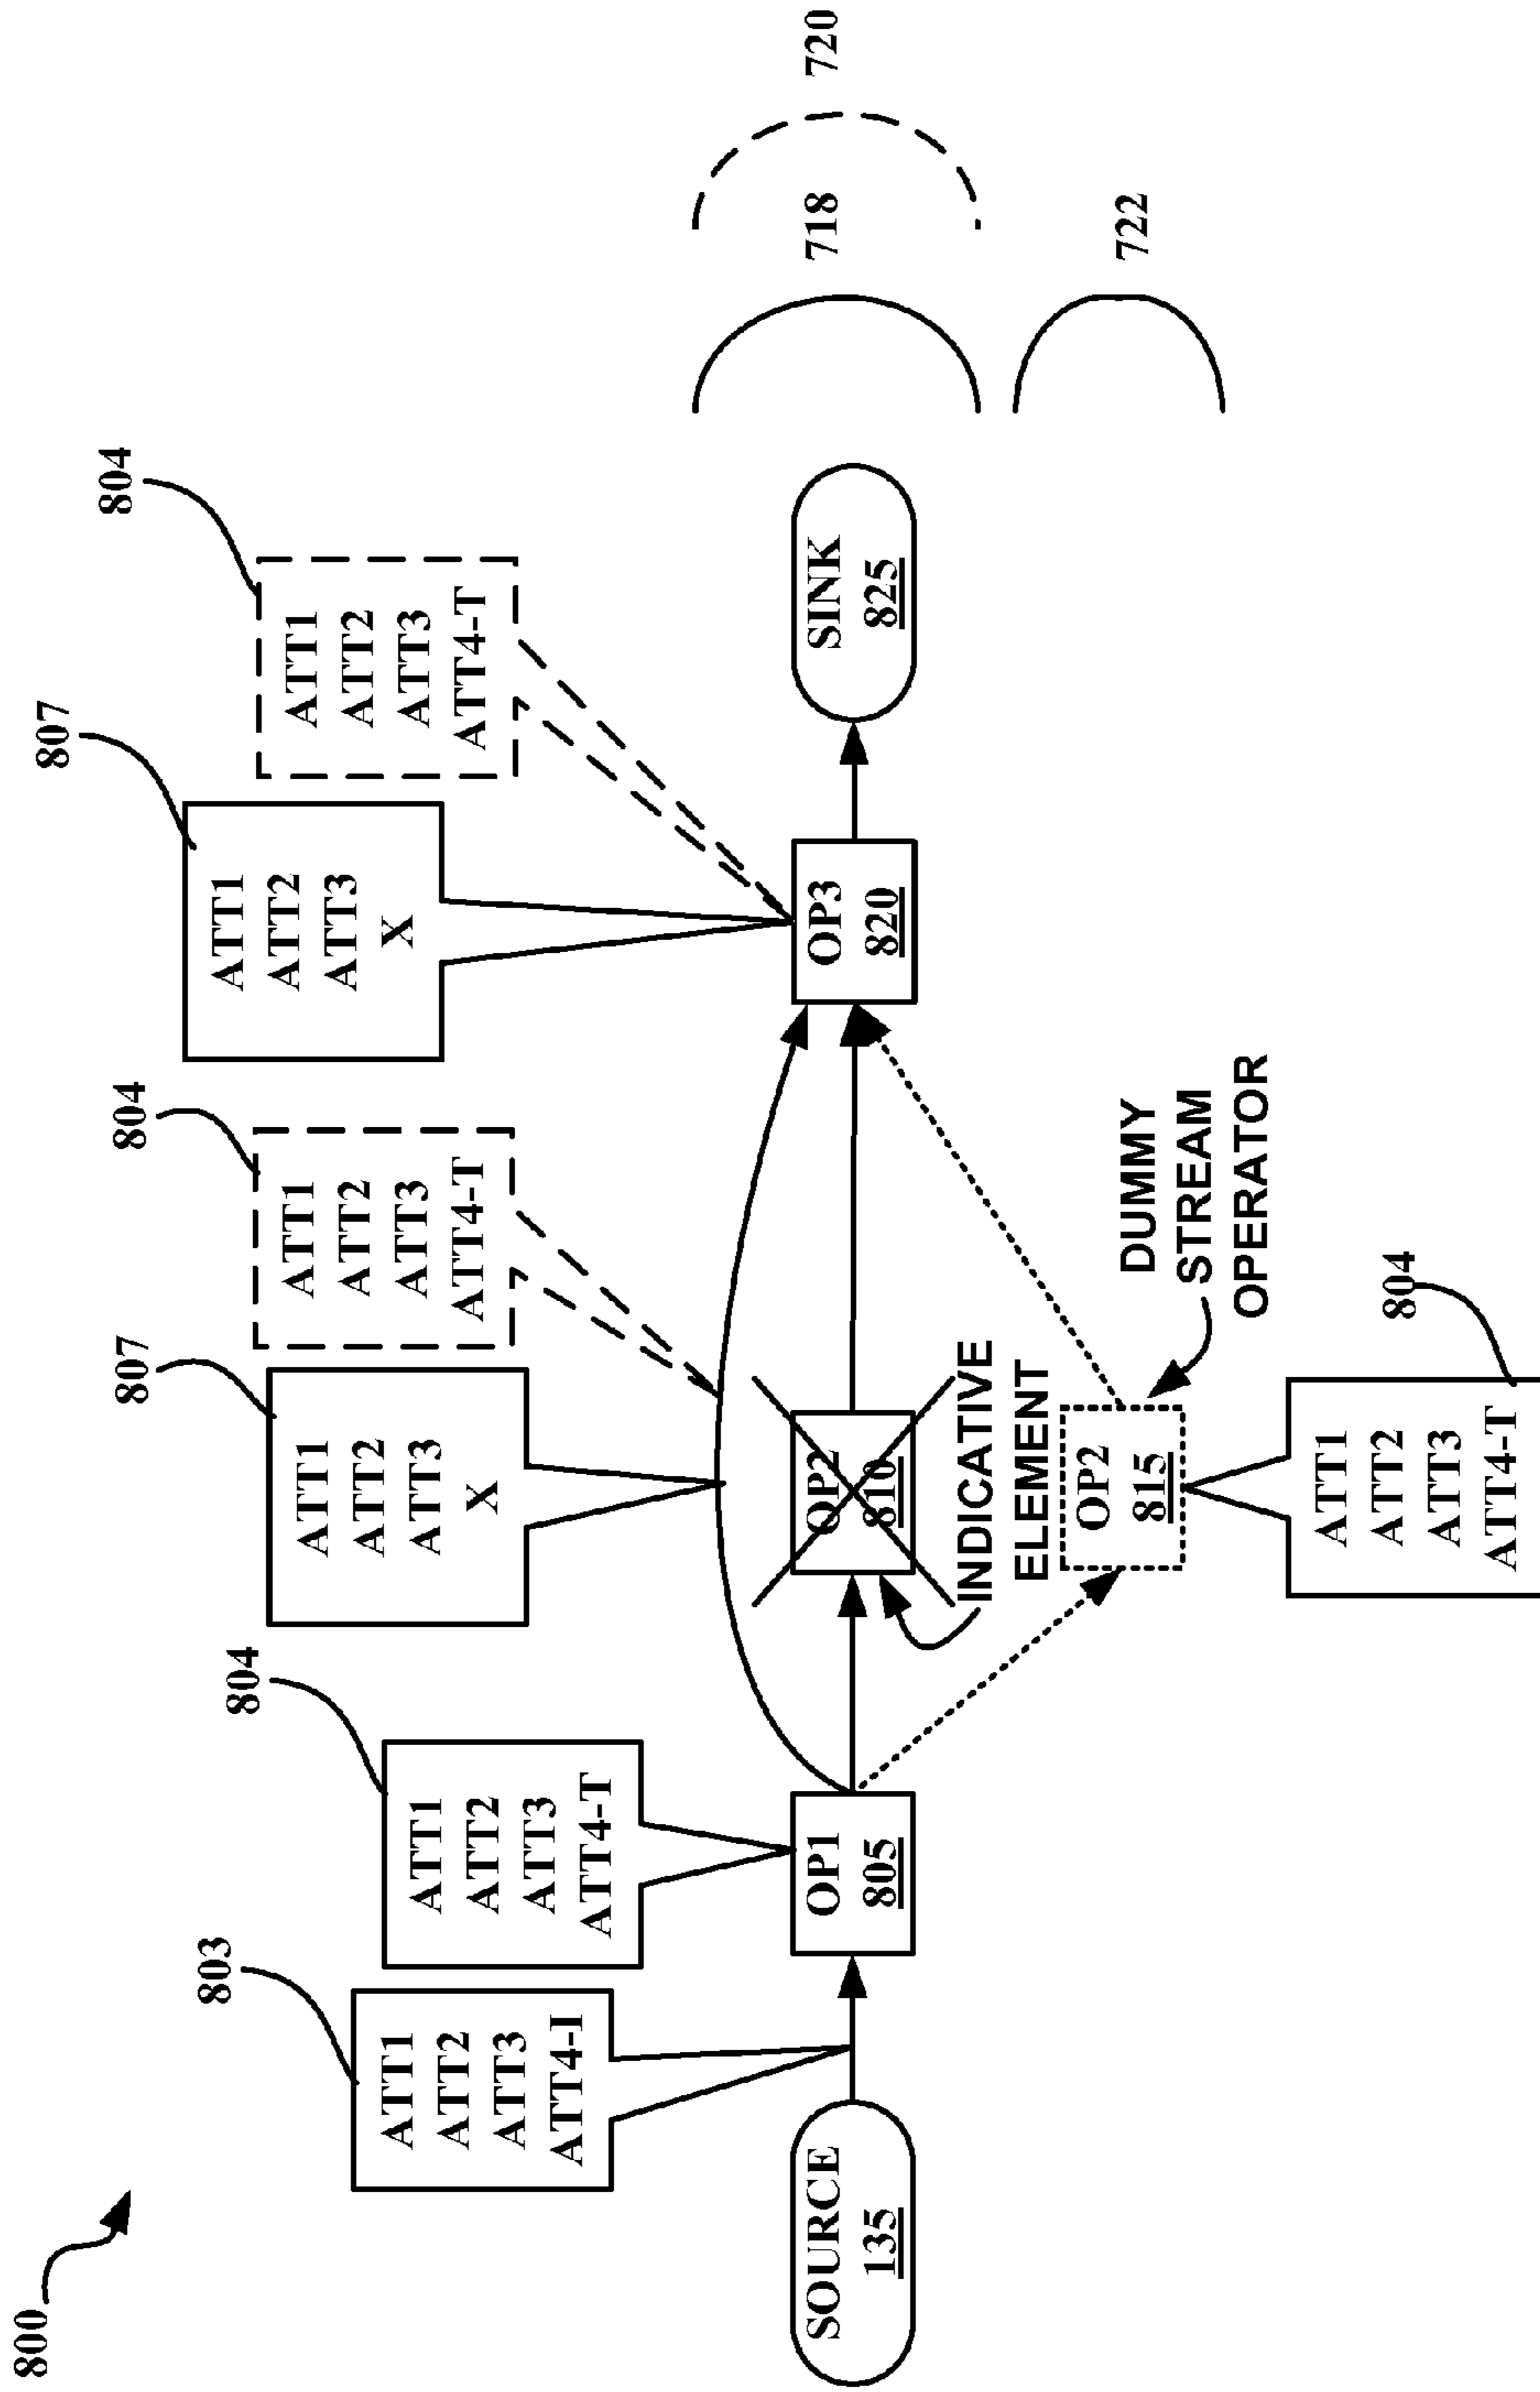 800
803
ATT1
ATT2
ATT3
ATT4-I
804
ATT1
ATT2
ATT3
ATT4-T
807
ATT1
ATT2
ATT3
X
804
ATT1
ATT2
ATT3
ATT4-T
807
ATT1
ATT2
ATT3
X
804
ATT1
ATT2
ATT3
ATT4-T
SOURCE
135
OP1
805
OP2
810
OP3
820
SINK
825
718
720
INDICATIVE
ELEMENT
OP2
815
DUMMY
STREAM
OPERATOR
722
804
ATT1
ATT2
ATT3
ATT4-T